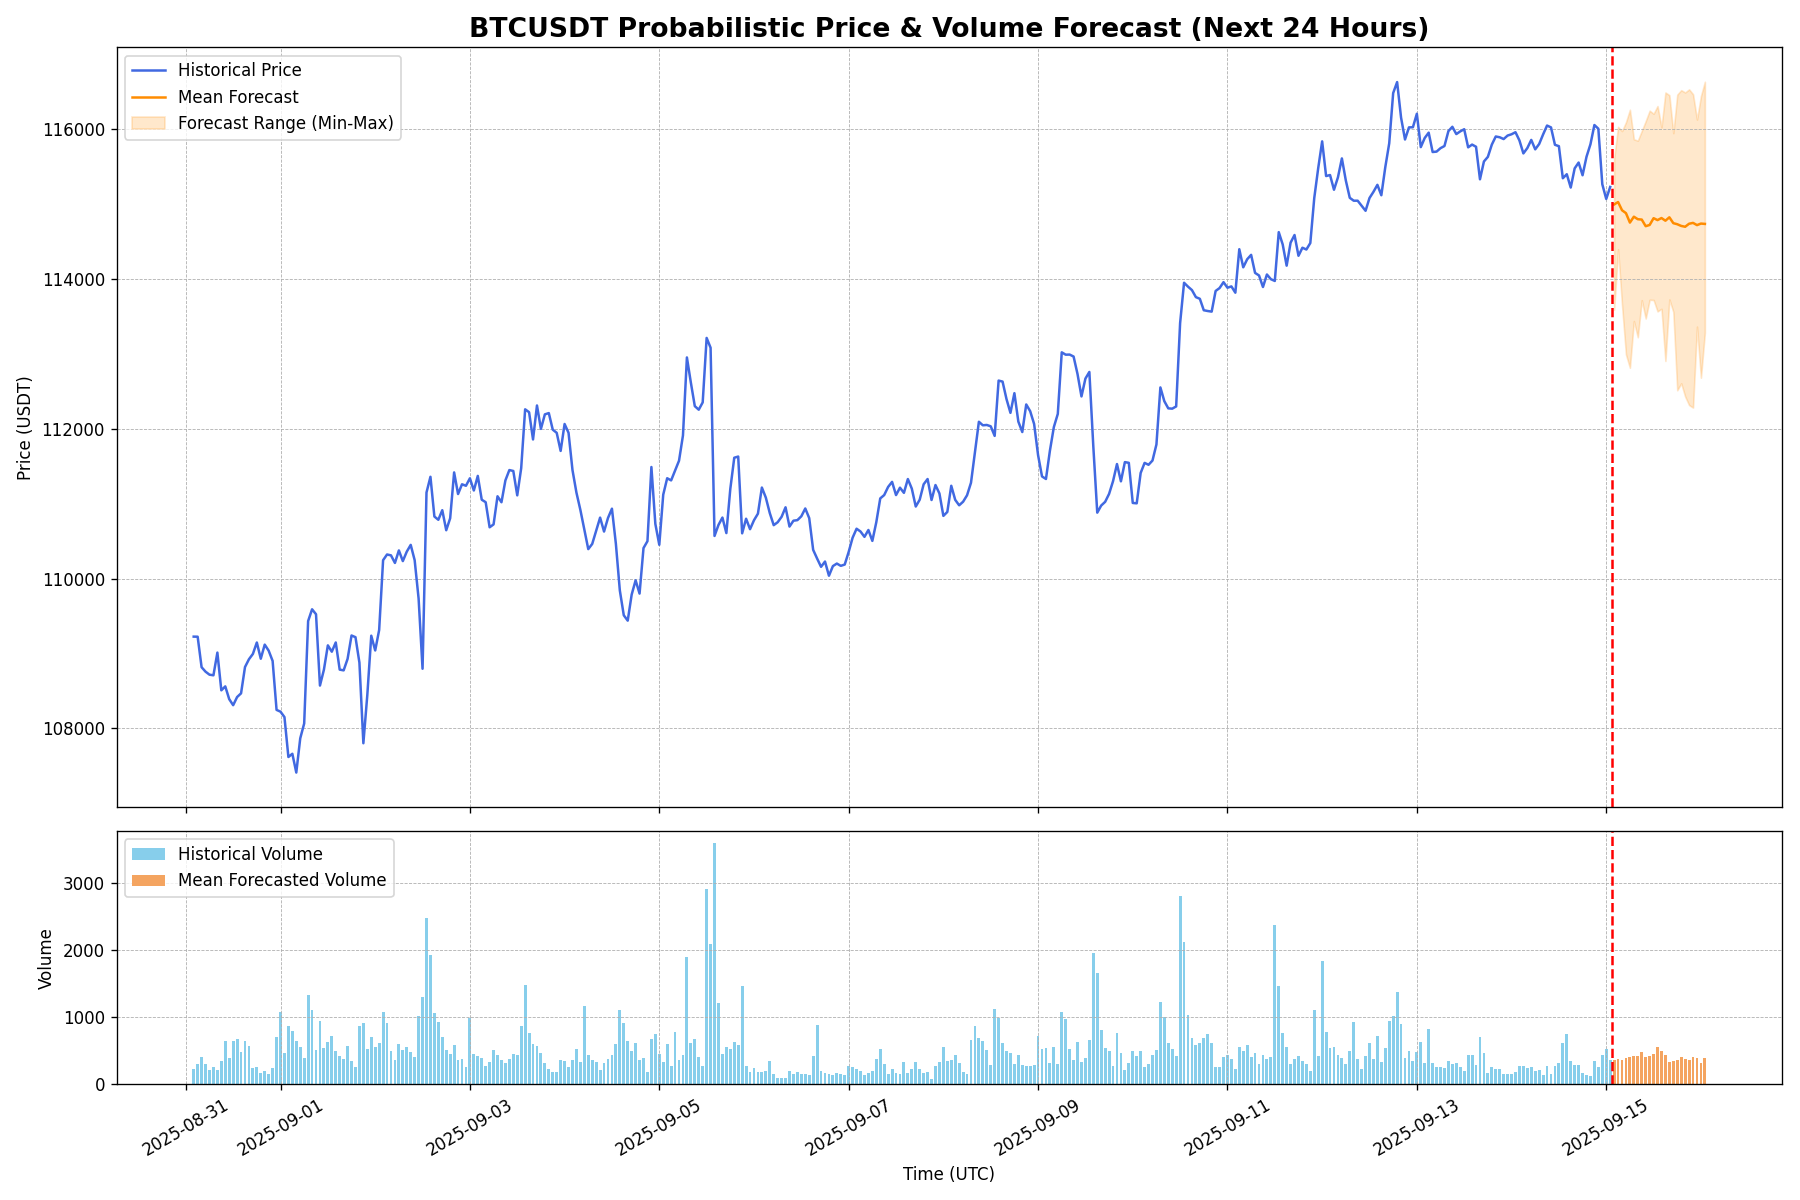 BTCUSDT Probabilistic Price & Volume Forecast (Next 24 Hours)
Historical Price
Mean Forecast
Forecast Range (Min-Max)
Price (USDT)
116000
114000
112000
110000
108000
Historical Volume
Mean Forecasted Volume
Volume
3000
2000
1000
0
2025-08-31
2025-09-01
2025-09-03
2025-09-05
2025-09-07
2025-09-09
2025-09-11
2025-09-13
2025-09-15
Time (UTC)